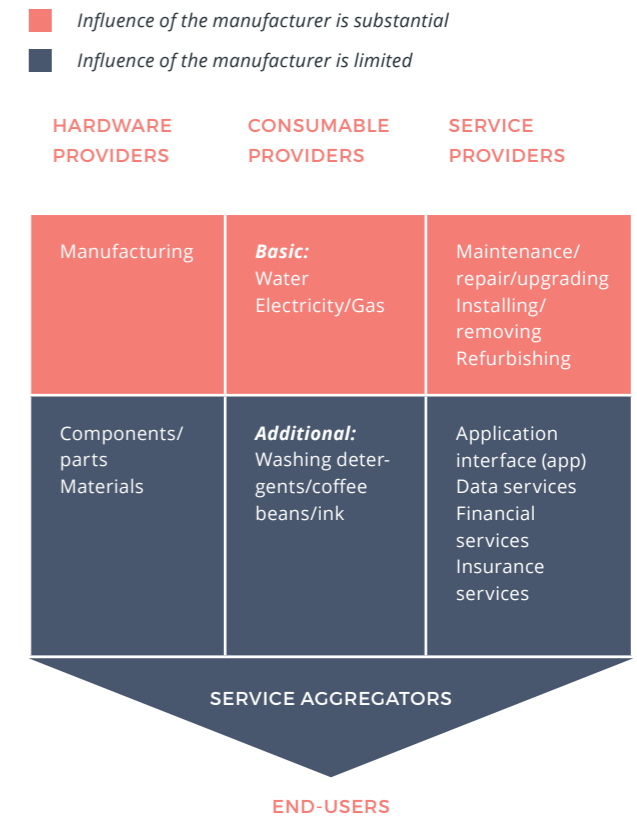 Influence of the manufacturer is substantial
Influence of the manufacturer is limited
HARDWARE
PROVIDERS
CONSUMABLE
PROVIDERS
SERVICE
PROVIDERS
Manufacturing
Basic:
Water
Electricity/Gas
Maintenance/
repair/upgrading
Installing/
removing
Refurbishing
Components/
parts
Materials
Additional:
Washing deter-
gents/coffee
beans/ink
Application
interface (app)
Data services
Financial
services
Insurance
services
SERVICE AGGREGATORS
END-USERS